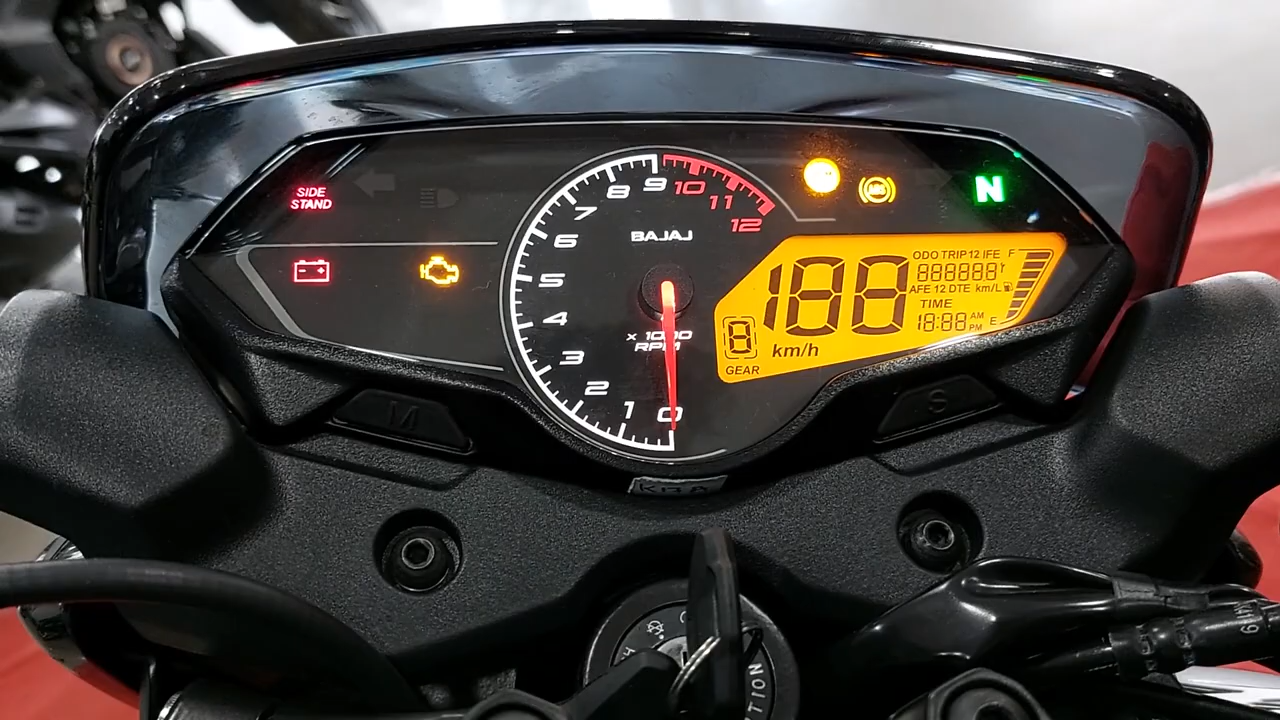 SIDE
STAND
BAJAJ
x 1000
RPM
0
1
2
3
4
5
6
7
8
9
10
11
12
ABS
N
188
km/h
8
GEAR
ODO TRIP 12 IFE F
888888
AFE 12 DTE km/L
TIME
18:88 AM
PM E
M
S